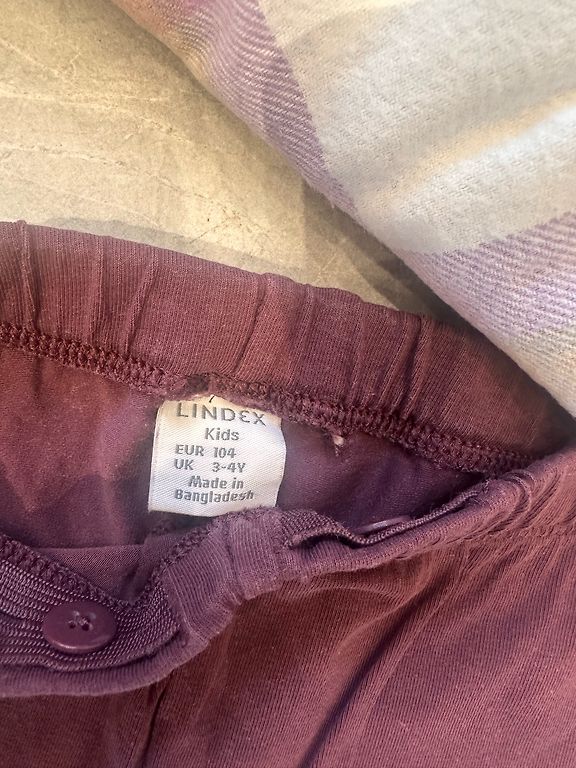 LINDEX
Kids
EUR 104
UK 3-4Y
Made in
Bangladesh